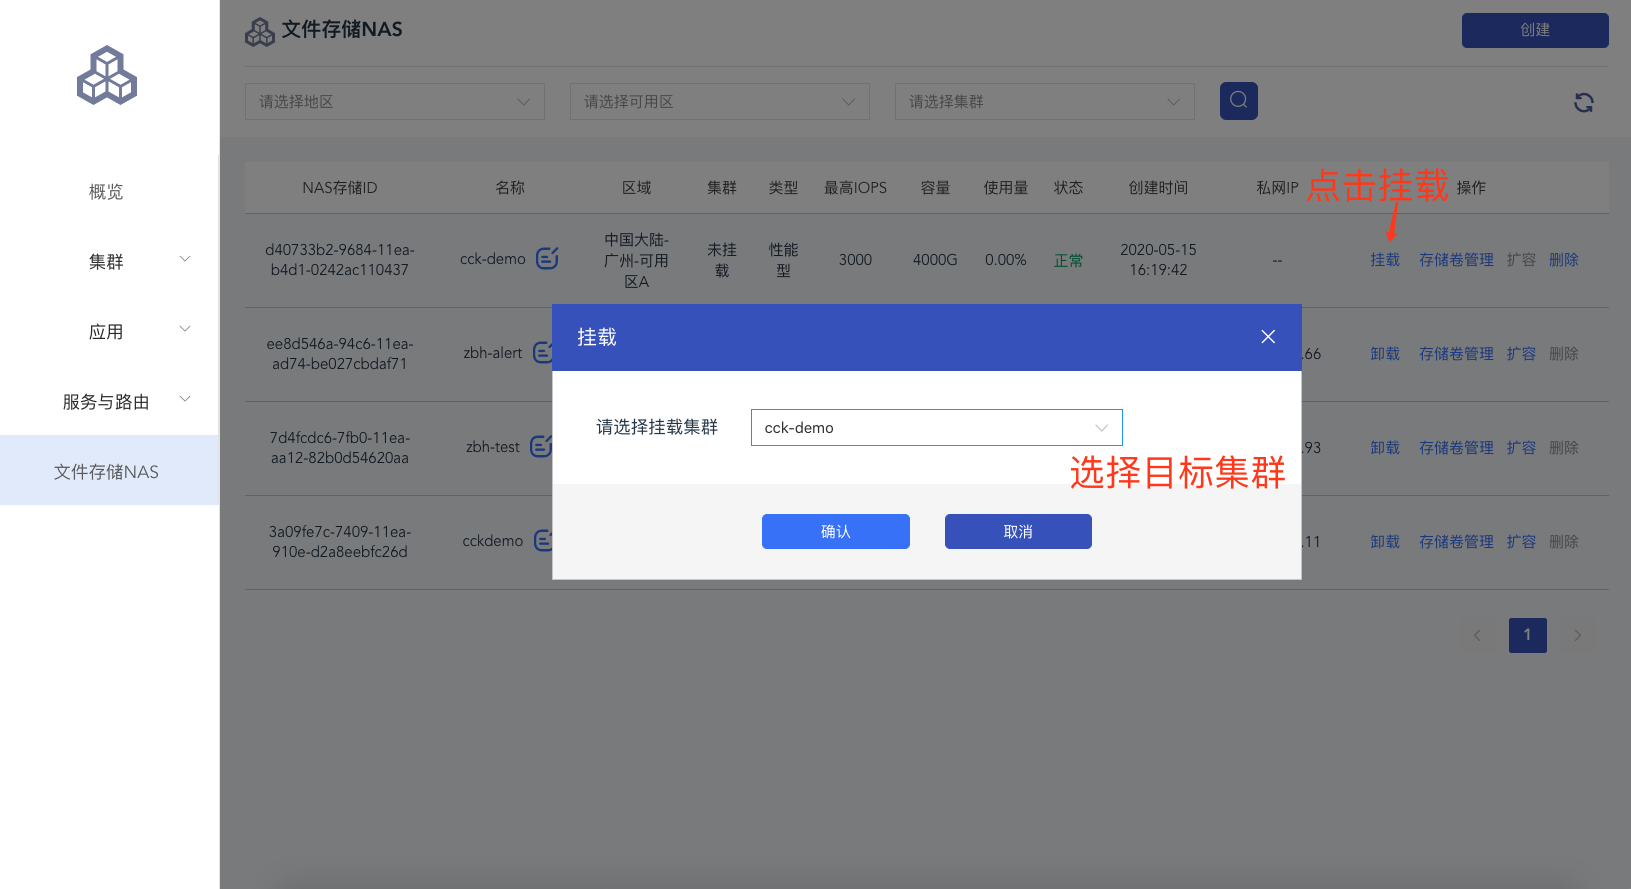 文件存储NAS
创建
请选择地区
请选择可用区
请选择集群
概览
集群
应用
服务与路由
文件存储NAS
NAS存储ID 名称 区域 集群 类型 最高IOPS 容量 使用量 状态 创建时间 私网IP 操作
点击挂载
d40733b2-9684-11ea-
b4d1-0242ac110437
cck-demo
中国大陆-
广州-可用
区A
未挂
载
性能
型
3000
4000G
0.00%
正常
2020-05-15
16:19:42
--
挂载 存储卷管理 扩容 删除
ee8d546a-94c6-11ea-
ad74-be027cbdaf71
zbh-alert
.66
卸载 存储卷管理 扩容 删除
7d4fcdc6-7fb0-11ea-
aa12-82b0d54620aa
zbh-test
.93
卸载 存储卷管理 扩容 删除
3a09fe7c-7409-11ea-
910e-d2a8eebfc26d
cckdemo
.11
卸载 存储卷管理 扩容 删除
挂载
请选择挂载集群
cck-demo
选择目标集群
确认
取消
1